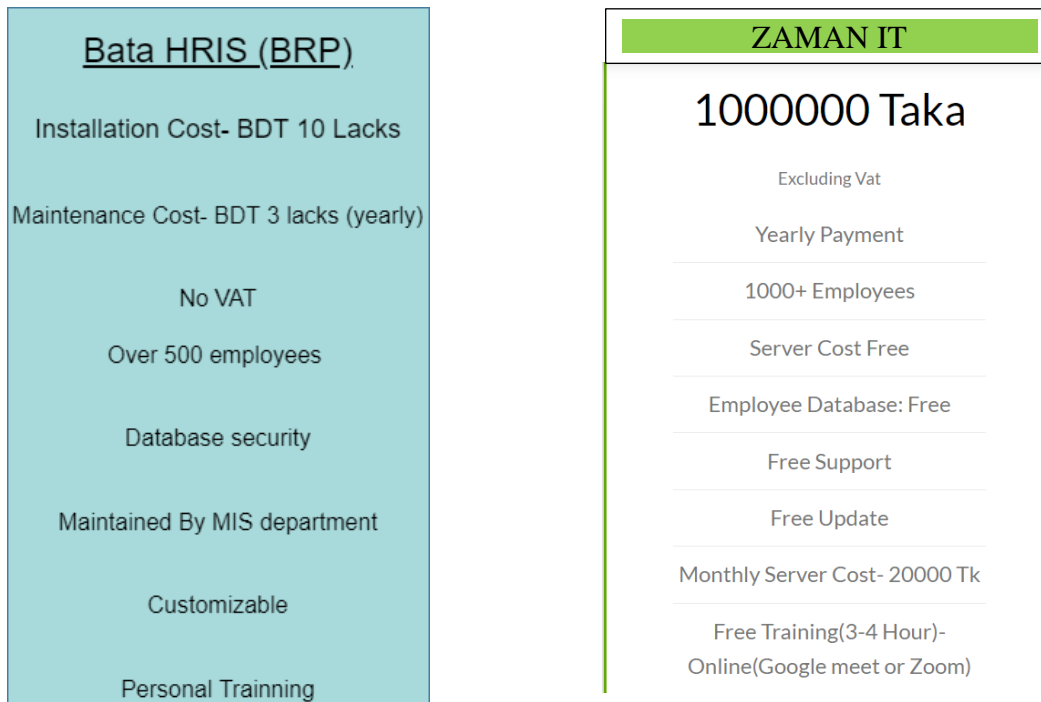 Bata HRIS (BRP)
Installation Cost- BDT 10 Lacks
Maintenance Cost- BDT 3 lacks (yearly)
No VAT
Over 500 employees
Database security
Maintained By MIS department
Customizable
Personal Trainning
ZAMAN IT
1000000 Taka
Excluding Vat
Yearly Payment
1000+ Employees
Server Cost Free
Employee Database: Free
Free Support
Free Update
Monthly Server Cost- 20000 Tk
Free Training(3-4 Hour)-
Online(Google meet or Zoom)